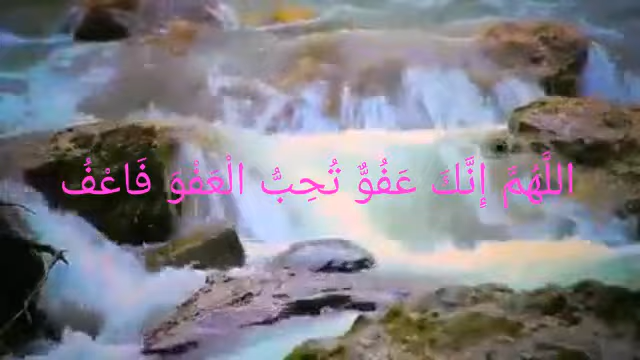 اللَّهُمَّ إِنَّكَ عَفُوٌّ تُحِبُّ الْعَفْوَ فَاعْفُ